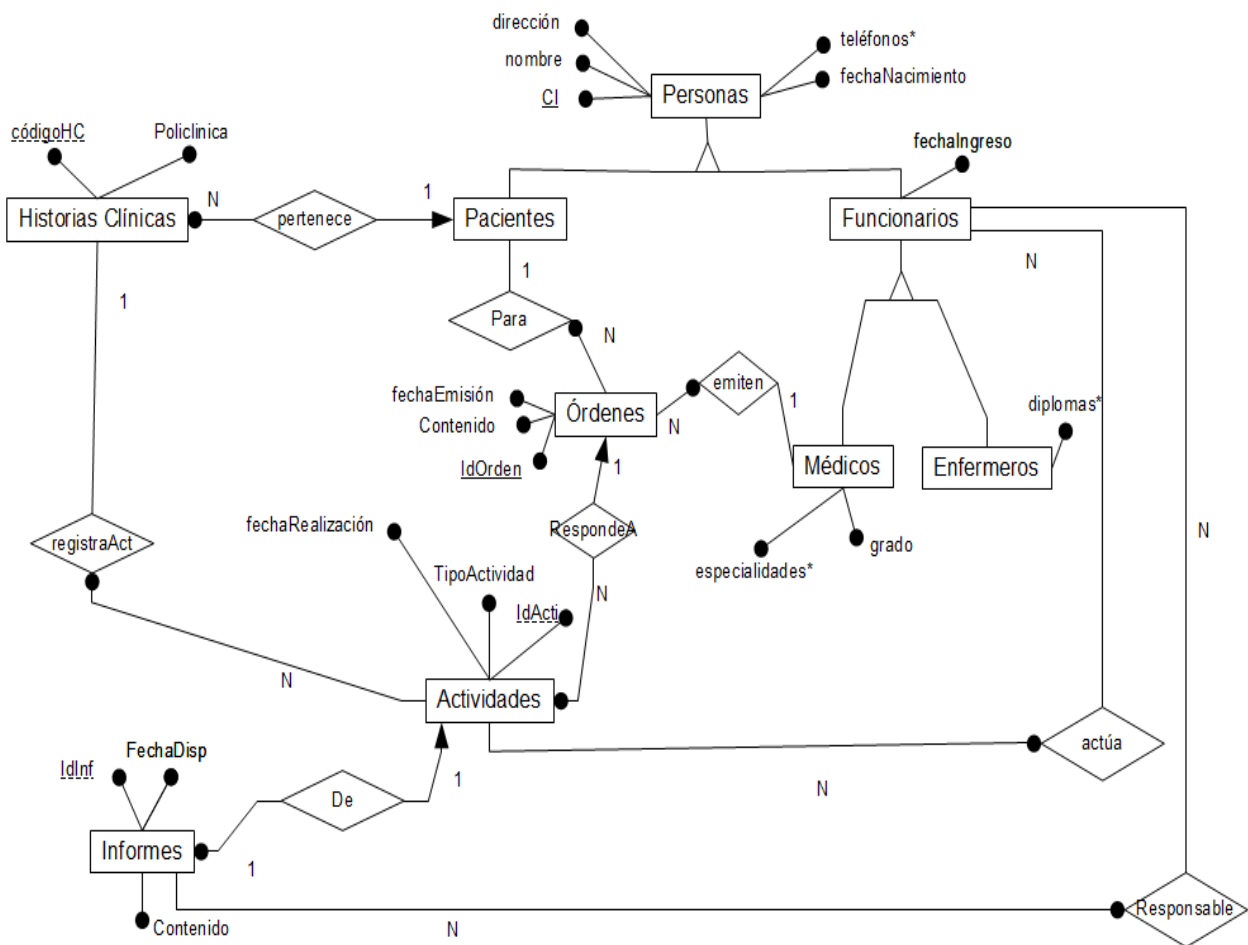 dirección
teléfonos*
nombre
fechaNacimiento
CI
Personas
códigoHC
Policlinica
fechaIngreso
N
1
Historias Clínicas
pertenece
Pacientes
Funcionarios
1
N
1
Para
N
fechaEmisión
Contenido
Órdenes
emiten
N
1
diplomas*
IdOrden
1
Médicos
Enfermeros
fechaRealización
RespondeA
N
registraAct
grado
especialidades*
TipoActividad
N
IdActi
N
Actividades
FechaDisp
IdInf
actúa
1
N
De
Informes
1
Contenido
N
Responsable